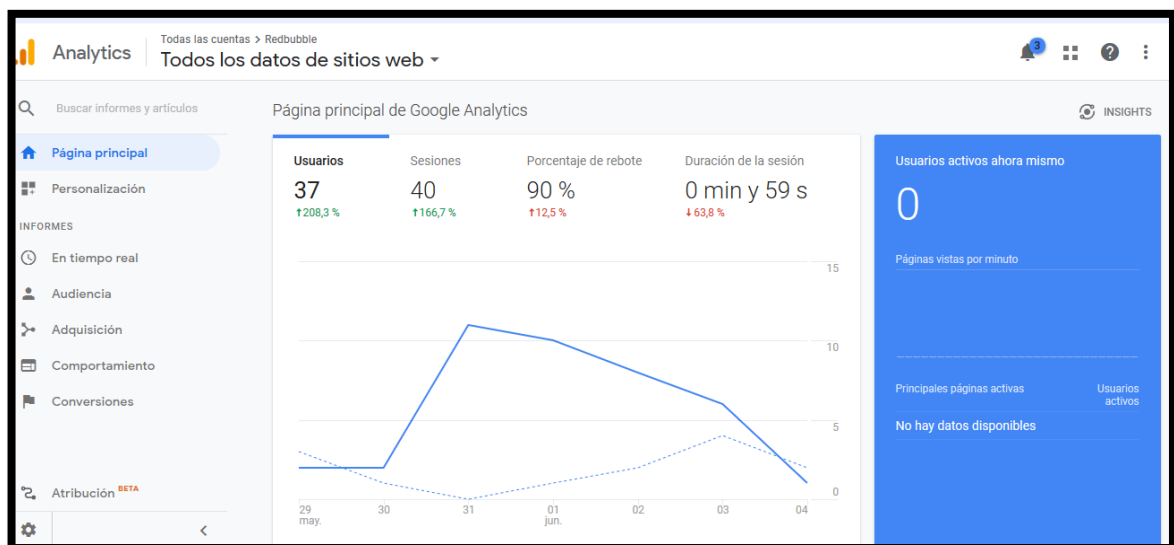 Analytics
Todas las cuentas > Redbubble
Todos los datos de sitios web
3
Buscar informes y artículos
Página principal
Personalización
INFORMES
En tiempo real
Audiencia
Adquisición
Comportamiento
Conversiones
Atribución BETA
Página principal de Google Analytics
INSIGHTS
Usuarios
37
↑208,3 %
Sesiones
40
↑166,7 %
Porcentaje de rebote
90 %
↑12,5 %
Duración de la sesión
0 min y 59 s
↓63,8 %
15
10
5
0
29
may.
30
31
01
jun.
02
03
04
Usuarios activos ahora mismo
0
Páginas vistas por minuto
Principales páginas activas
Usuarios
activos
No hay datos disponibles